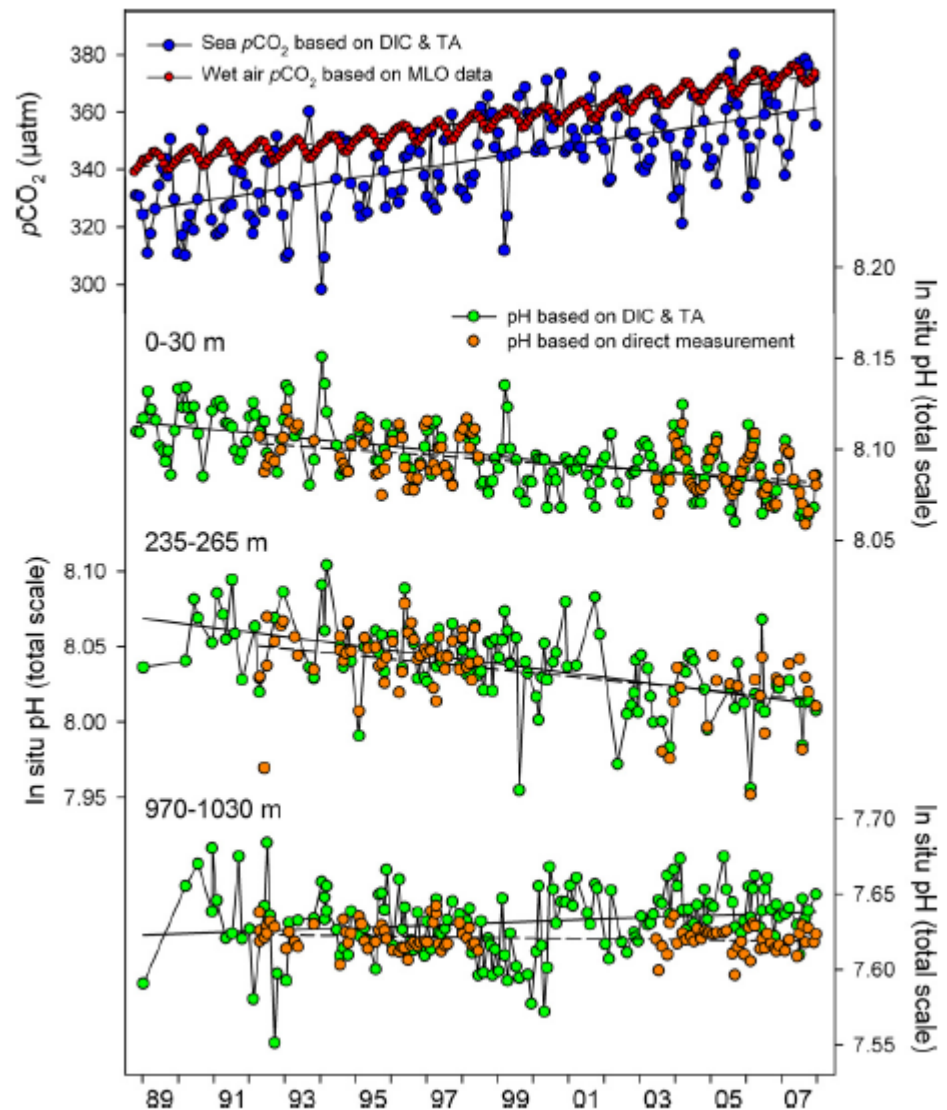 Sea pCO₂ based on DIC & TA
Wet air pCO₂ based on MLO data
380
360
340
320
300
pCO₂ (µatm)
8.20
8.15
8.10
8.05
In situ pH (total scale)
pH based on DIC & TA
pH based on direct measurement
0-30 m
235-265 m
8.10
8.05
8.00
7.95
In situ pH (total scale)
970-1030 m
7.70
7.65
7.60
7.55
In situ pH (total scale)
89 91 93 95 97 99 01 03 05 07